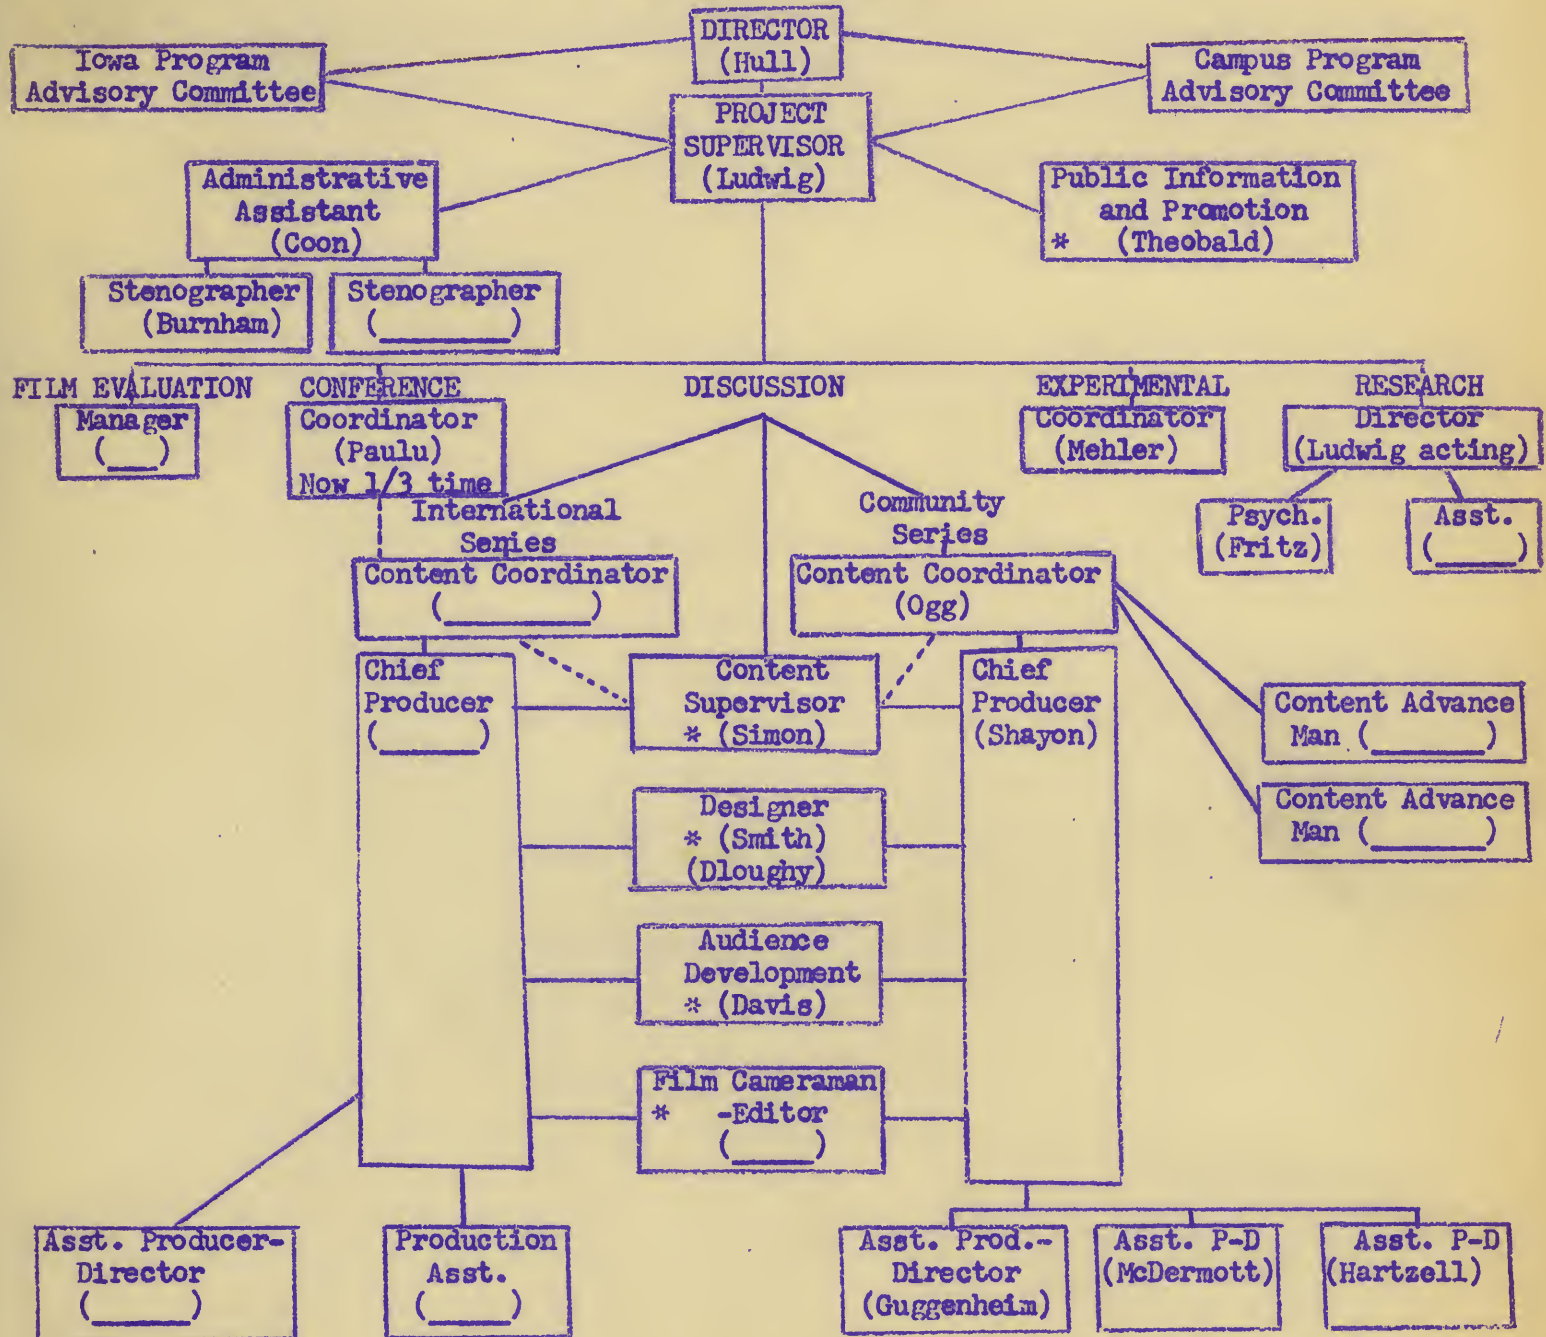 DIRECTOR
(Hull)
Iowa Program
Advisory Committee
Campus Program
Advisory Committee
PROJECT
SUPERVISOR
(Ludwig)
Administrative
Assistant
(Coon)
Public Information
and Promotion
* (Theobald)
Stenographer
(Burnham)
Stenographer
(________)
FILM EVALUATION
Manager
(___)
CONFERENCE
Coordinator
(Paulu)
Now 1/3 time
DISCUSSION
EXPERIMENTAL
Coordinator
(Mehler)
RESEARCH
Director
(Ludwig acting)
Psych.
(Fritz)
Asst.
(_____)
International
Series
Content Coordinator
(_________)
Community
Series
Content Coordinator
(Ogg)
Chief
Producer
(______)
Content
Supervisor
* (Simon)
Chief
Producer
(Shayon)
Content Advance
Man (_______)
Content Advance
Man (_______)
Designer
* (Smith)
(Dloughy)
Audience
Development
* (Davis)
Film Cameraman
* -Editor
(_____)
Asst. Producer-
Director
(______)
Production
Asst.
(_____)
Asst. Prod.-
Director
(Guggenheim)
Asst. P-D
(McDermott)
Asst. P-D
(Hartzell)